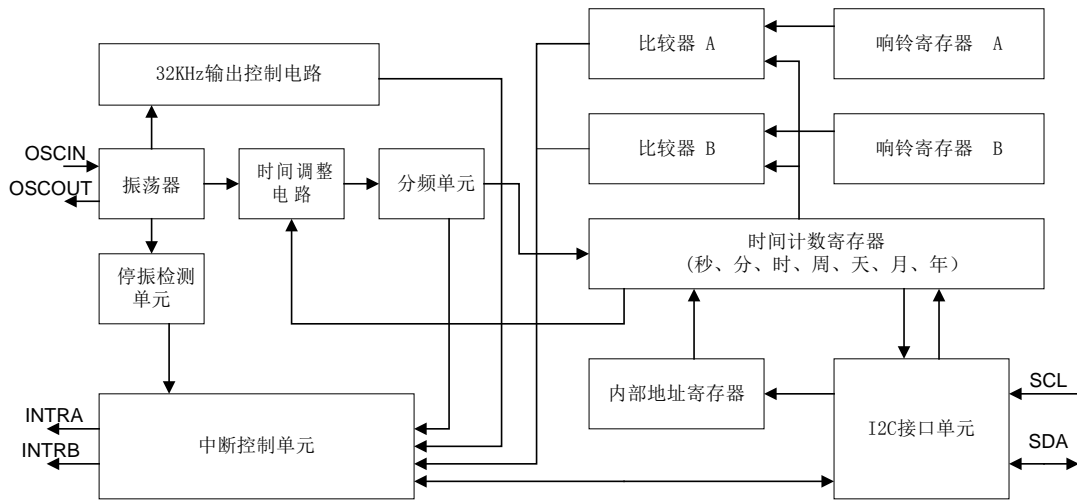 比较器 A
响铃寄存器 A
32KHz输出控制电路
比较器 B
响铃寄存器 B
OSCIN
OSCOUT
振荡器
时间调整
电 路
分频单元
时间计数寄存器
(秒、分、时、周、天、月、年)
停振检测
单元
内部地址寄存器
I2C接口单元
SCL
SDA
INTRA
INTRB
中断控制单元